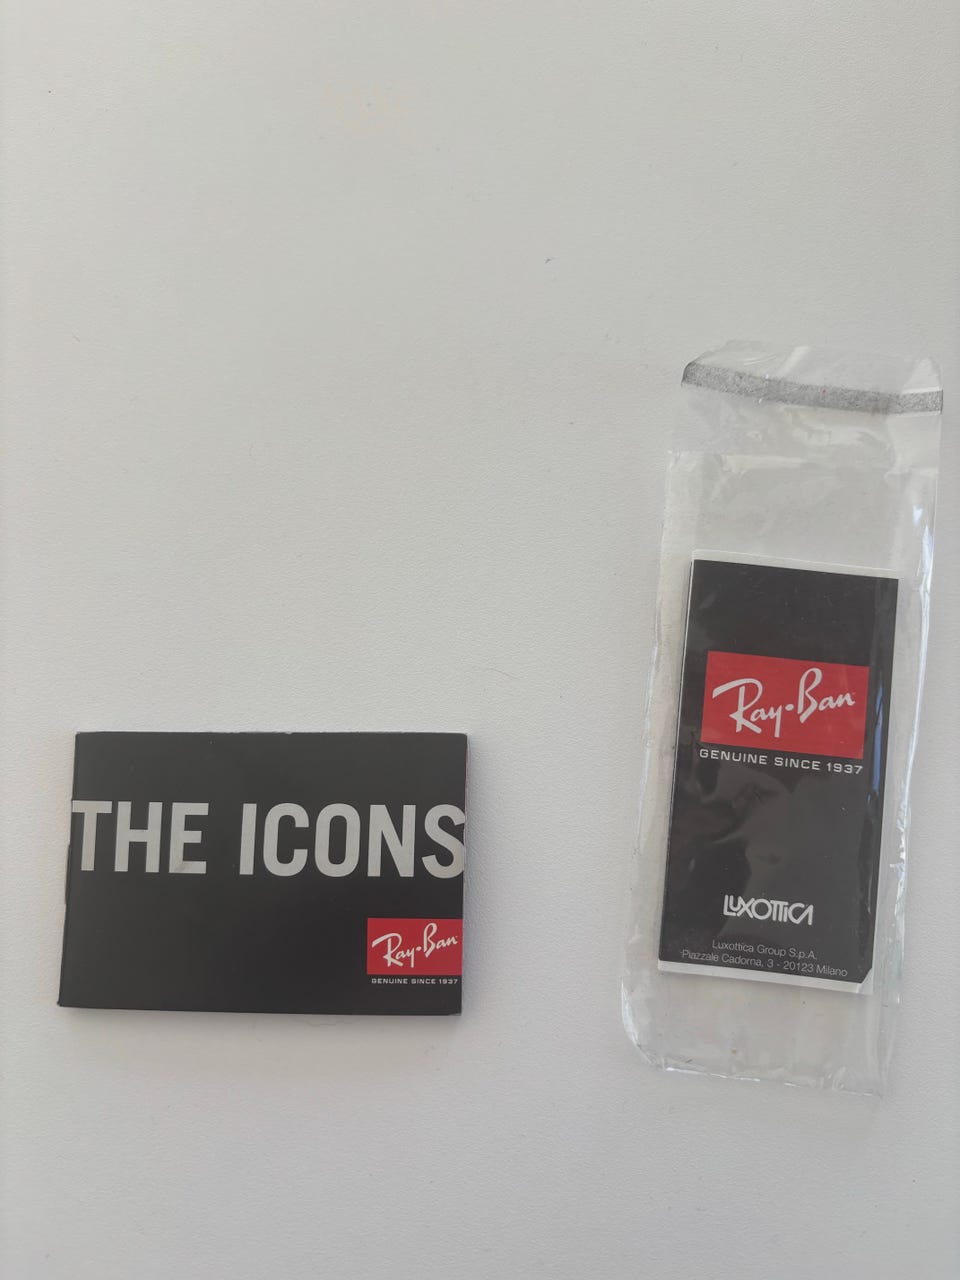 THE ICONS
Ray-Ban
GENUINE SINCE 1937
Ray-Ban
GENUINE SINCE 1937
LUXOTTICA
Luxottica Group S.p.A.
Piazzale Cadorna, 3 - 20123 Milano